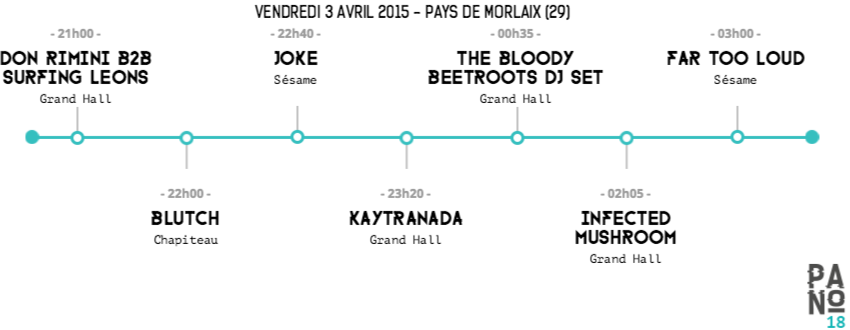 VENDREDI 3 AVRIL 2015 - PAYS DE MORLAIX (29)
- 21h00 -
DON RIMINI B2B
SURFING LEONS
Grand Hall
- 22h00 -
BLUTCH
Chapiteau
- 22h40 -
JOKE
Sésame
- 23h20 -
KAYTRANADA
Grand Hall
- 00h35 -
THE BLOODY
BEETROOTS DJ SET
Grand Hall
- 02h05 -
INFECTED
MUSHROOM
Grand Hall
- 03h00 -
FAR TOO LOUD
Sésame
PA
Nº
18